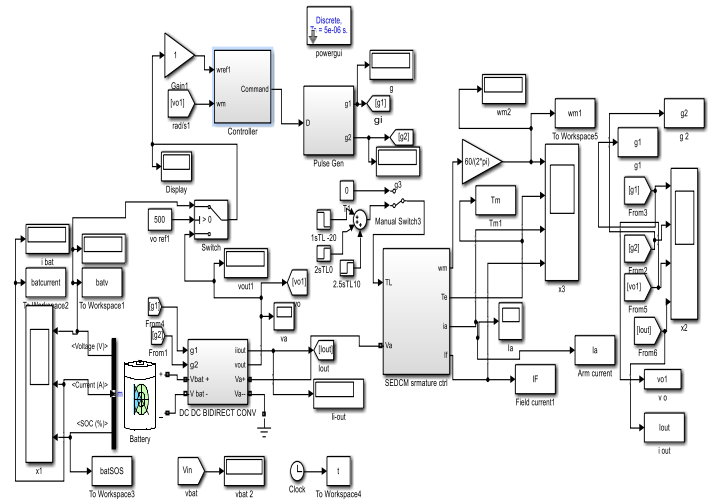 Discrete,
Ts = 5e-06 s.
powergui
1
Gain1
[vo1]
rad/s1
wref1
wm
Command
Controller
D
g1
g2
Pulse Gen
g
[g1]
gi
[g2]
g3
Display
500
vo ref1
> 0
Switch
i bat
batcurrent
To Workspace2
batv
To Workspace1
vout1
[vo1]
vo
va
0
1sTL -20
2sTL0
2.5sTL10
Manual Switch3
TL
Va
wm
Te
ia
If
SEDCM srmature ctrl
60/(2*pi)
wm2
wm1
To Workspace5
Tm
Tm1
x3
Ia
Ia
Arm current
IF
Field current1
g2
g 2
g1
g1
[g1]
From3
[g2]
From2
[vo1]
From5
[Iout]
From6
x2
vo1
v o
Iout
i out
<Voltage (V)>
<Current (A)>
<SOC (%)>
x1
m
+
−
Battery
[g1]
From4
[g2]
From1
g1
g2
Vbat +
V bat -
iiout
vout
Va+
Va--
DC DC BIDIRECT CONV
[Iout]
Iout
Ii-out
batSOS
To Workspace3
Vin
vbat
vbat 2
Clock
t
To Workspace4